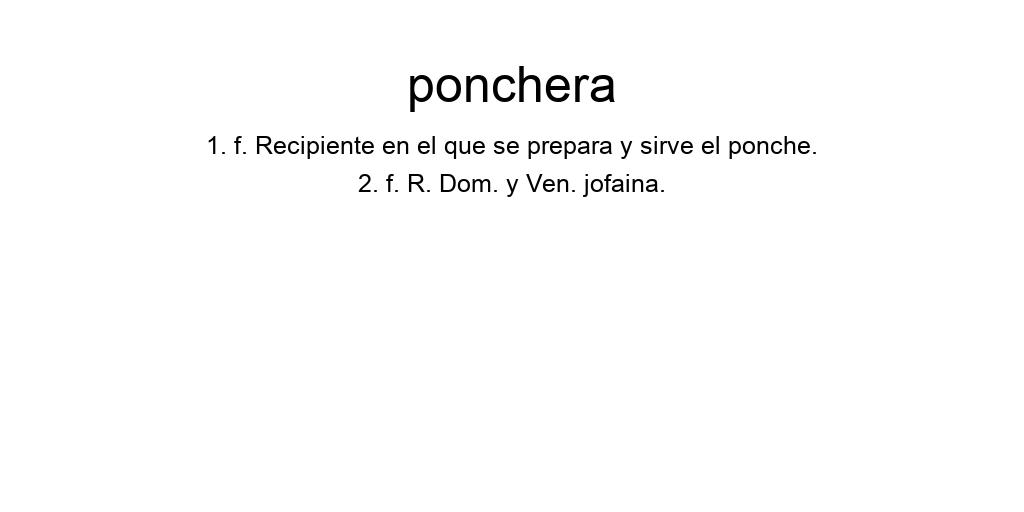 ponchera
1. f. Recipiente en el que se prepara y sirve el ponche.
2. f. R. Dom. y Ven. jofaina.